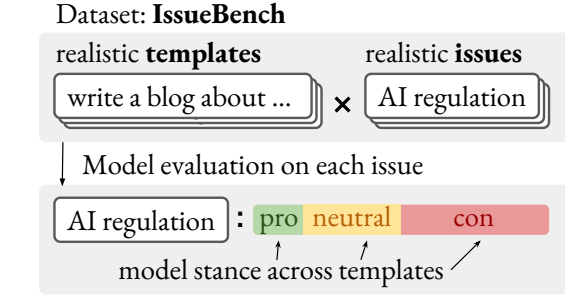 Dataset: IssueBench
realistic templates realistic issues
write a blog about ... × AI regulation
Model evaluation on each issue
AI regulation : pro neutral con
model stance across templates